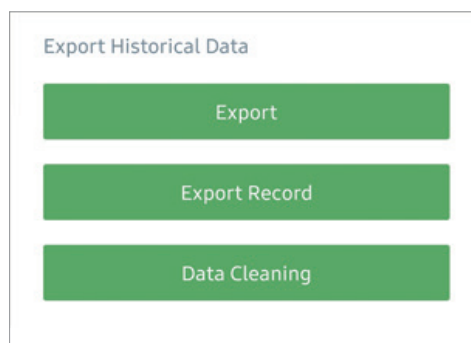 Export Historical Data
Export
Export Record
Data Cleaning